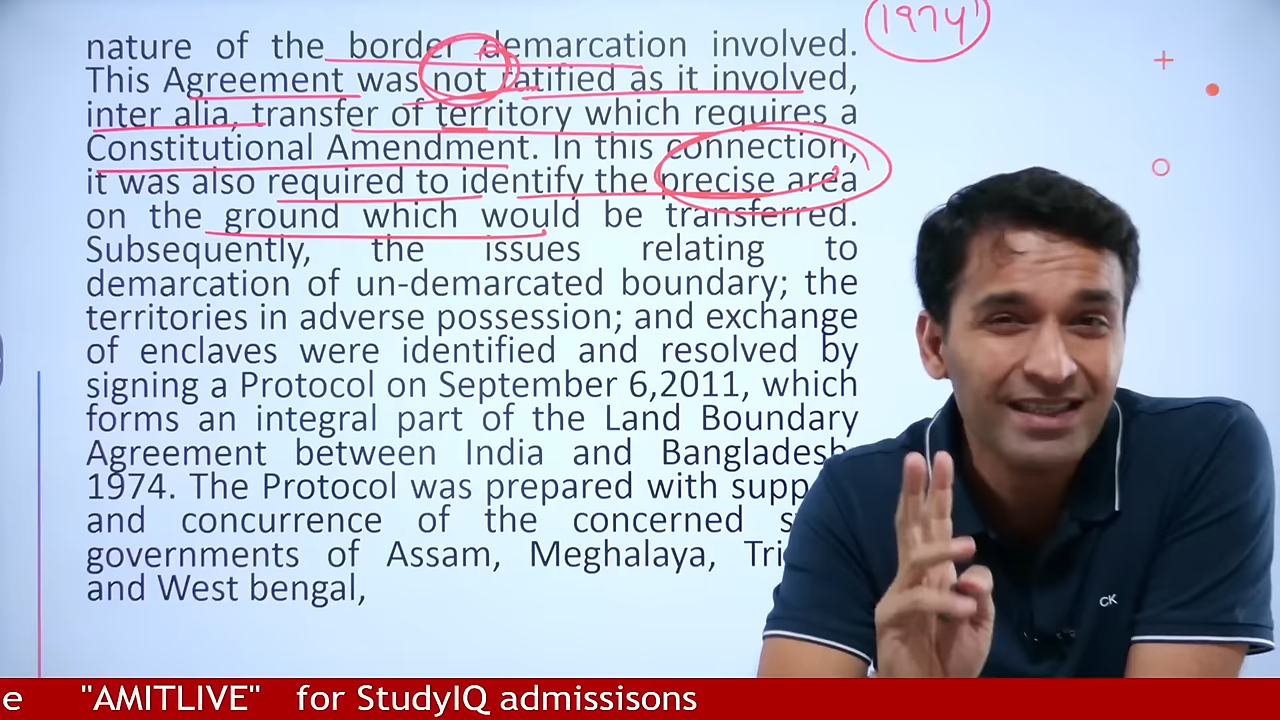 1974
nature of the border demarcation involved.
This Agreement was not ratified as it involved,
inter alia, transfer of territory which requires a
Constitutional Amendment. In this connection,
it was also required to identify the precise area
on the ground which would be transferred.
Subsequently, the issues relating to
demarcation of un-demarcated boundary; the
territories in adverse possession; and exchange
of enclaves were identified and resolved by
signing a Protocol on September 6,2011, which
forms an integral part of the Land Boundary
Agreement between India and Bangladesh
1974. The Protocol was prepared with supp
and concurrence of the concerned s
governments of Assam, Meghalaya, Tri
and West bengal,
CK
e "AMITLIVE" for StudyIQ admissisons